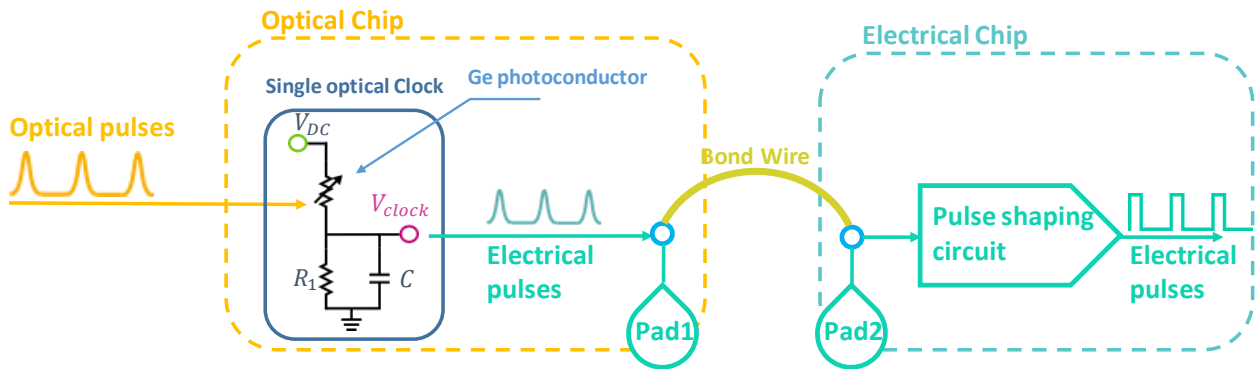 Optical Chip
Electrical Chip
Single optical Clock
Ge photoconductor
Optical pulses
V_DC
V_clock
R_1
C
Electrical
pulses
Pad1
Bond Wire
Pad2
Pulse shaping
circuit
Electrical
pulses